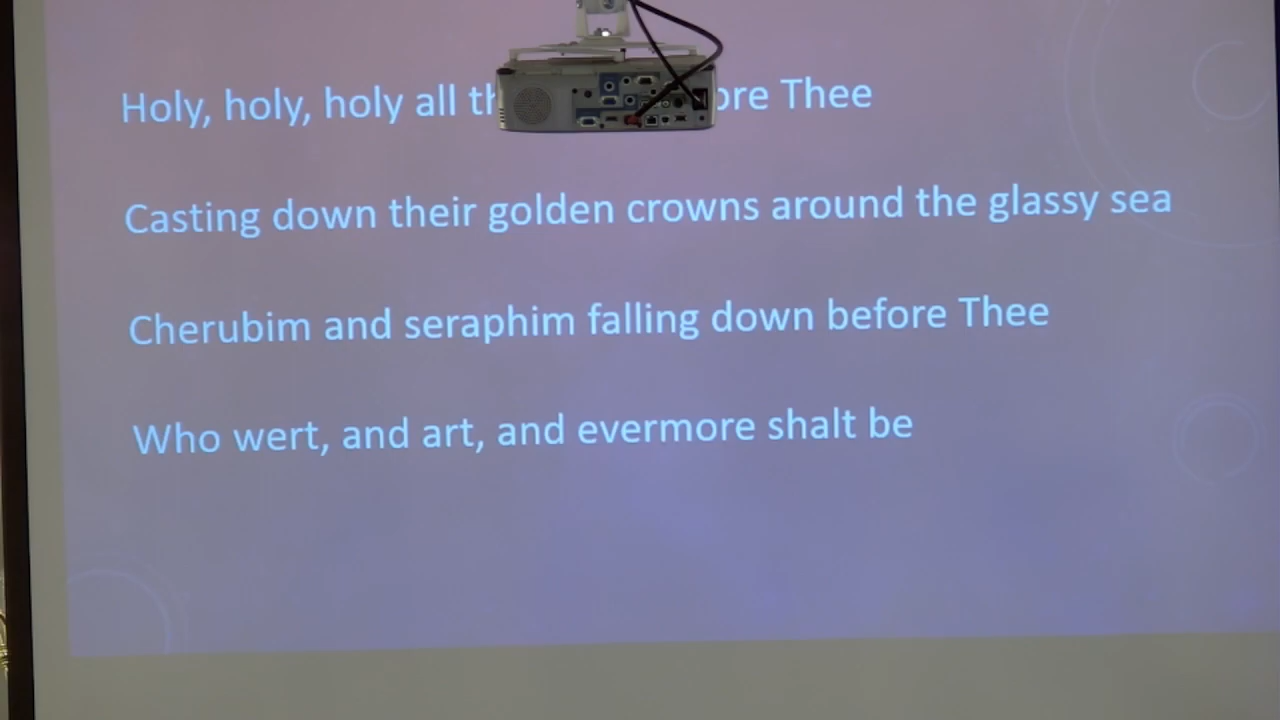 Holy, holy, holy all Thee
Casting down their golden crowns around the glassy sea
Cherubim and seraphim falling down before Thee
Who wert, and art, and evermore shalt be